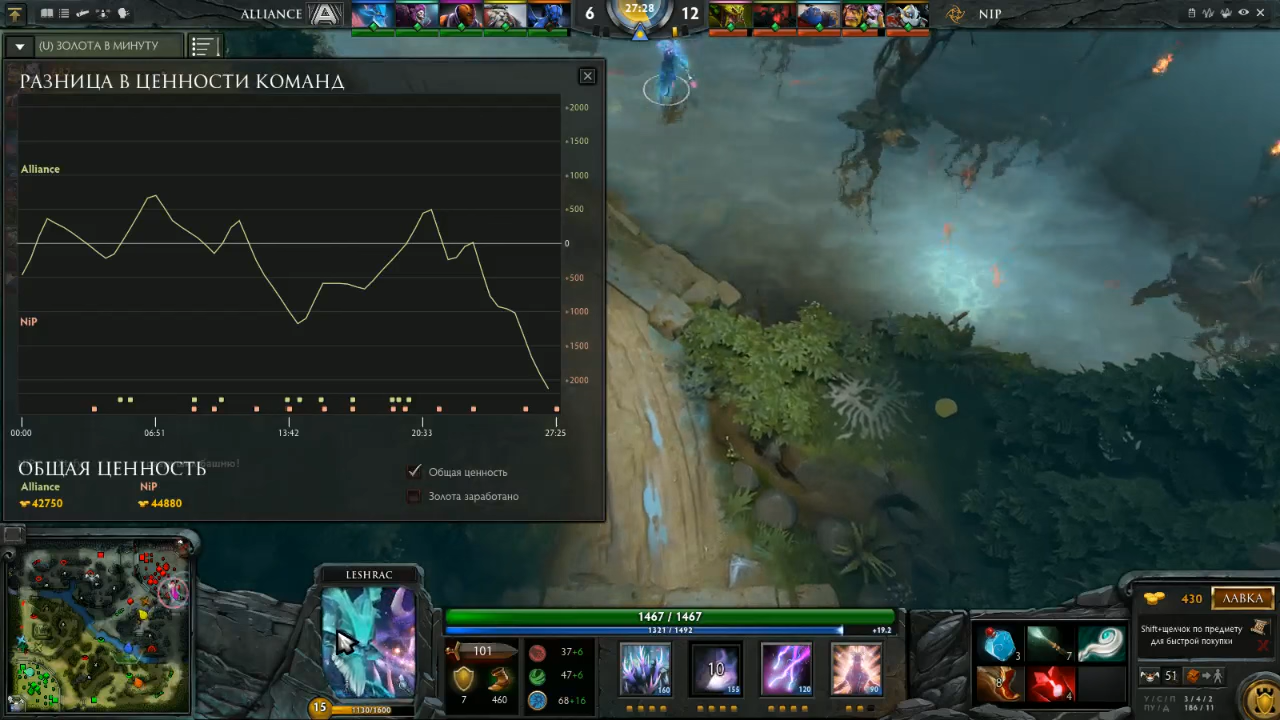 ALLIANCE 6 27:28 12 NIP
(U) ЗОЛОТА В МИНУТУ
РАЗНИЦА В ЦЕННОСТИ КОМАНД
+2000
+1500
Alliance
+1000
+500
0
+500
+1000
NiP
+1500
+2000
00:00 06:51 13:42 20:33 27:25
ОБЩАЯ ЦЕННОСТЬ
Alliance NiP
42750 44880
Общая ценность
Золота заработано
LESHRAC
15 1130/1600
1467 / 1467
1321 / 1492 +19.2
101
7 460
37+6
47+6
68+16
160
10
155
120
90
3 7
8 4
430 ЛАВКА
Shift+щелчок по предмету
для быстрой покупки
51
У / С / П 3 / 4 / 3
ПУ / Д 186 / 11